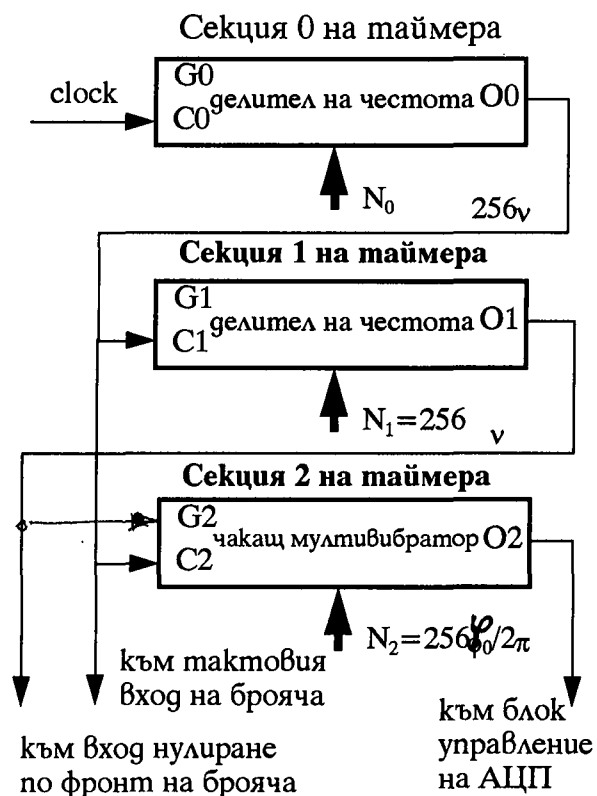 Секция 0 на таймера
G0
clock
C0 делител на честота O0
N₀
256ν
Секция 1 на таймера
G1
C1 делител на честота O1
N₁=256
ν
Секция 2 на таймера
G2
C2 чакащ мултивибратор O2
N₂=256φ₀/2π
към тактовия
вход на брояча
към вход нулиране
по фронт на брояча
към блок
управление
на АЦП